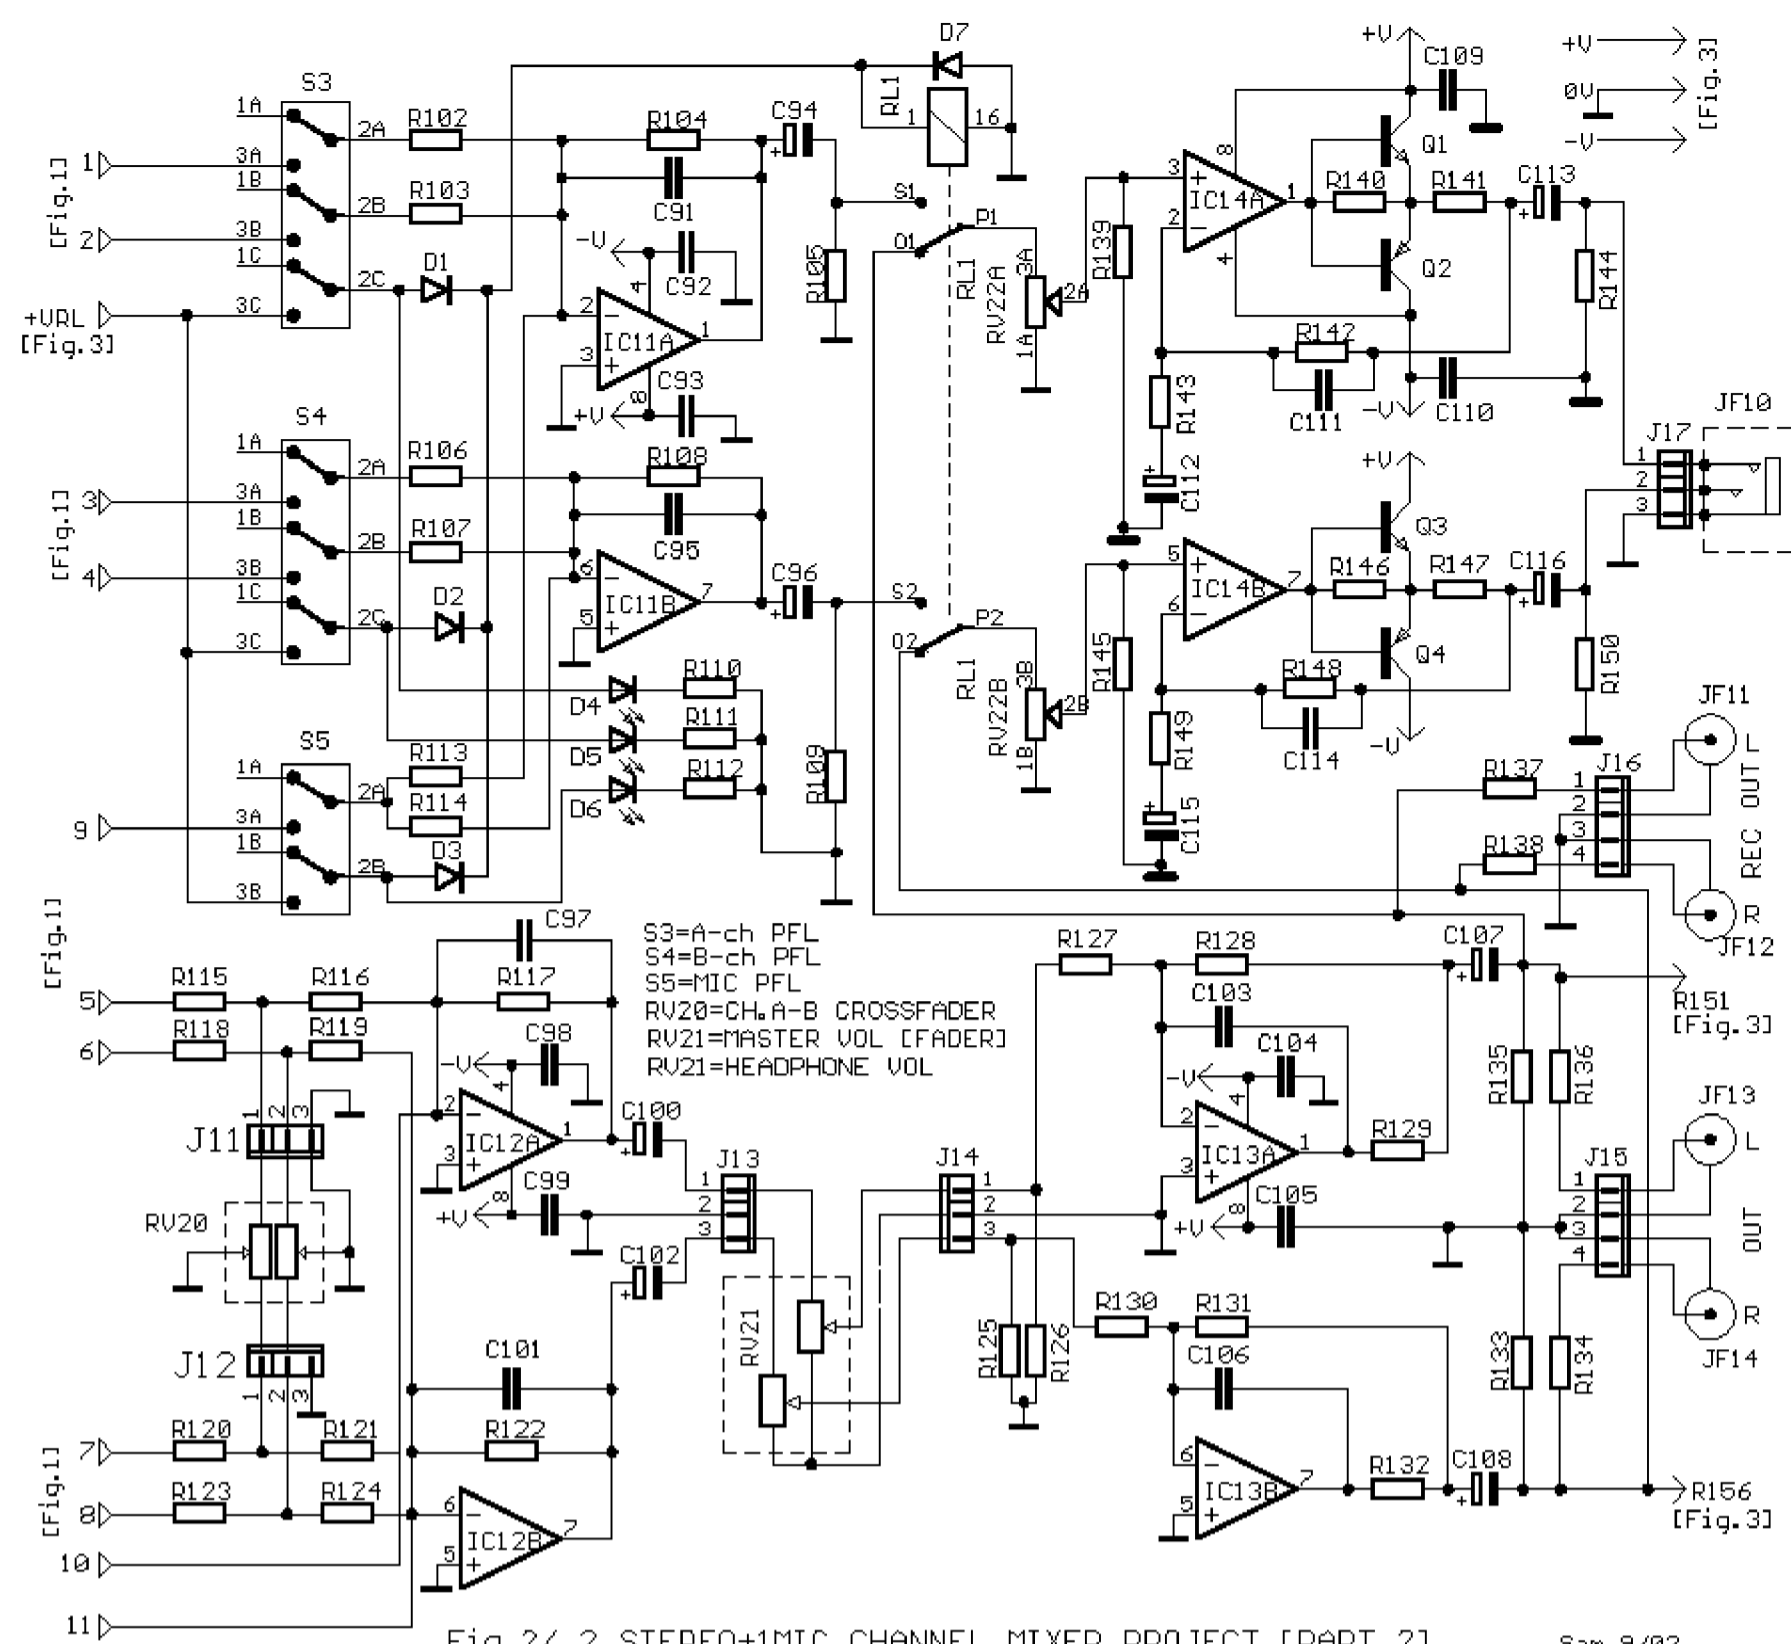 D7
+V
C109
+V
0V
-V
[Fig.3]
S3
1A
2A
R102
R104
C94
RL1
1
16
Q1
[Fig.1]
1
3A
1B
2B
R103
C91
S1
P1
3
+
IC14A
8
1
R140
R141
C113
2
3B
1C
2C
D1
-V
4
C92
R105
O1
RL1
RV22A
3A
2A
1A
R139
2
-
4
Q2
R144
+VRL
[Fig.3]
3C
2
-
IC11A
1
3
+
8
C93
+V
R142
R143
C111
-V
C110
JF10
J17
1
2
3
S4
1A
2A
R106
R108
+V
C112
[Fig.1]
3
3A
1B
2B
R107
C95
Q3
4
3B
1C
2C
D2
6
-
IC11B
7
5
+
C96
S2
P2
5
+
IC14B
7
6
-
R146
R147
C116
3C
O2
RL1
RV22B
3B
2B
1B
R145
Q4
R150
R148
D4
R110
R149
C114
-V
JF11
L
S5
D5
R111
J16
1A
2A
R113
D6
R112
R109
R137
1
2
3
4
OUT
REC
9
3A
1B
R114
C115
R138
2B
D3
3B
R
JF12
[Fig.1]
C97
S3=A-ch PFL
S4=B-ch PFL
S5=MIC PFL
RV20=CH.A-B CROSSFADER
RV21=MASTER VOL [FADER]
RV21=HEADPHONE VOL
R127
R128
C107
5
R115
R116
R117
C103
R151
[Fig.3]
6
R118
R119
C98
-V
4
C104
-V
4
R135
R136
1
2
3
J11
2
-
IC12A
1
3
+
8
C100
2
-
IC13A
1
3
+
8
R129
JF13
L
C99
+V
J13
1
2
3
J14
1
2
3
C105
+V
J15
1
2
3
4
OUT
RV20
C102
RV21
R125
R126
R130
R131
R133
R134
R
JF14
J12
1
2
3
C101
C106
[Fig.1]
7
R120
R121
R122
8
R123
R124
6
-
IC12B
7
5
+
6
-
IC13B
7
5
+
R132
C108
R156
[Fig.3]
10
11
Fig.2/ 2 STEREO+1MIC CHANNEL MIXER PROJECT [PART 2]
Sam 9/02